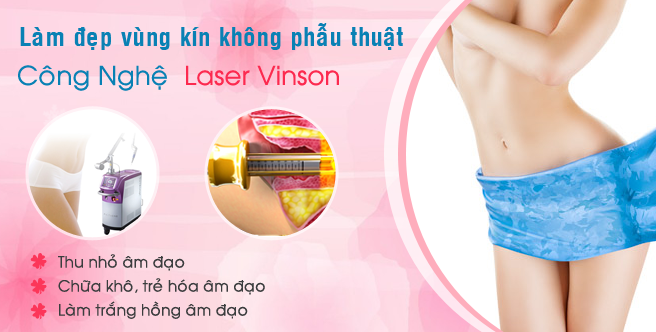 Làm đẹp vùng kín không phẫu thuật
Công Nghệ Laser Vinson
Thu nhỏ âm đạo
Chữa khô, trẻ hóa âm đạo
Làm trắng hồng âm đạo